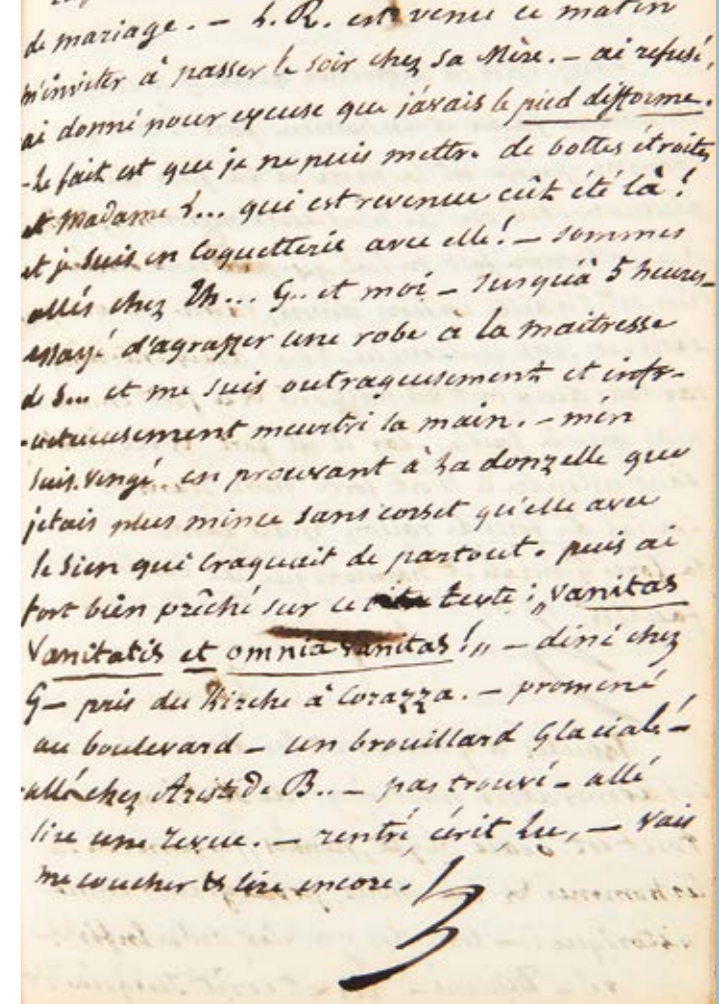 de mariage. – L. R. est venu ce matin
m'inviter à passer le soir chez sa Mère. – ai refusé,
ai donné pour excuse que j'avais le pied difforme.
– Le fait est que je ne puis mettre de bottes étroites
et Madame L... qui est revenue eût été là !
et je suis en Coquetterie avec elle ! – sommes
allés chez Th... G.. et moi – Jusqu'à 5 heures –
essayé d'agraffer une robe a la maitresse
de S... et me suis outrageusement et infr-
-uctueusement meurtri la main. – m'en
suis vengé en prouvant à la donzelle que
j'étais plus mince sans corset qu'elle avec
le sien qui craquait de partout. puis ai
fort bien prêché sur ce texte : „ vanitas
vanitatis et omnia vanitas ! „ – diné chez
G – pris du Kirche à Corazza. – promené
au boulevard – un brouillard glacial –
allé chez Aristide B.. – pas trouvé – allé
lire une revue. – rentré, écrit, lu, – vais
me coucher & lire encore.